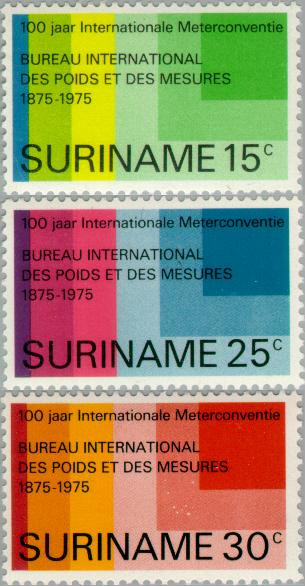 100 jaar Internationale Meterconventie
BUREAU INTERNATIONAL
DES POIDS ET DES MESURES
1875-1975
SURINAME 15c
100 jaar Internationale Meterconventie
BUREAU INTERNATIONAL
DES POIDS ET DES MESURES
1875-1975
SURINAME 25c
100 jaar Internationale Meterconventie
BUREAU INTERNATIONAL
DES POIDS ET DES MESURES
1875-1975
SURINAME 30c